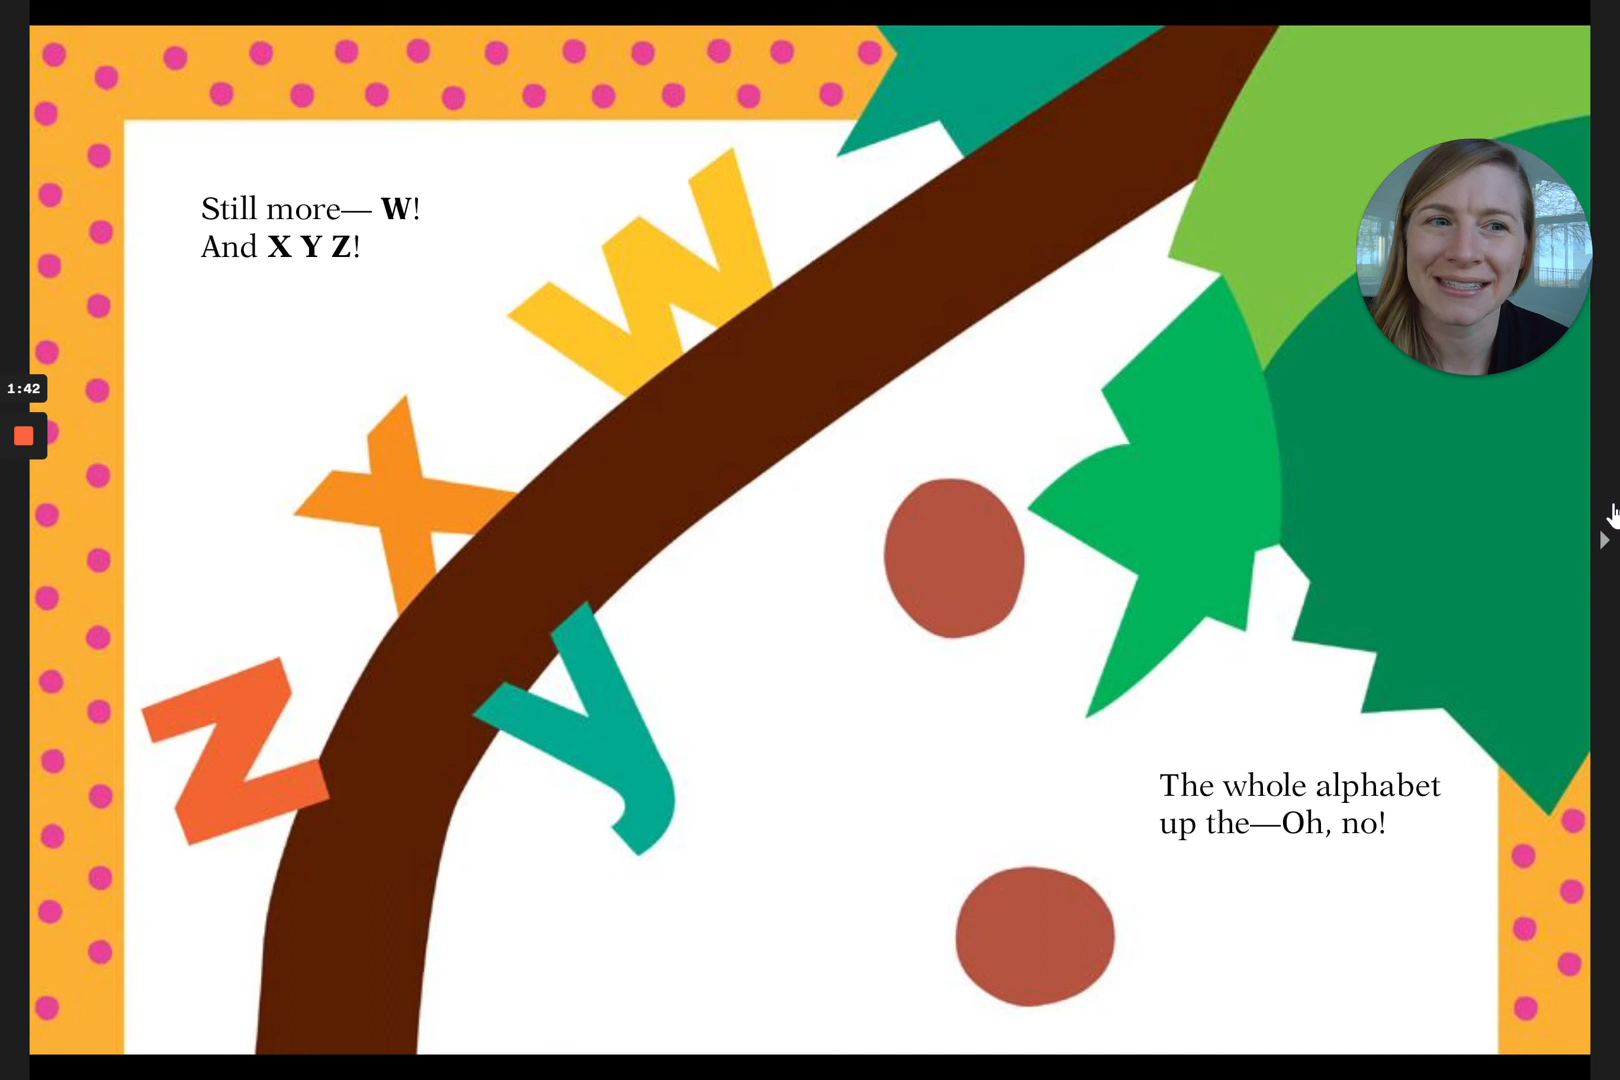 Still more— W!
And X Y Z!
W
X
Z
y
1:42
The whole alphabet
up the—Oh, no!